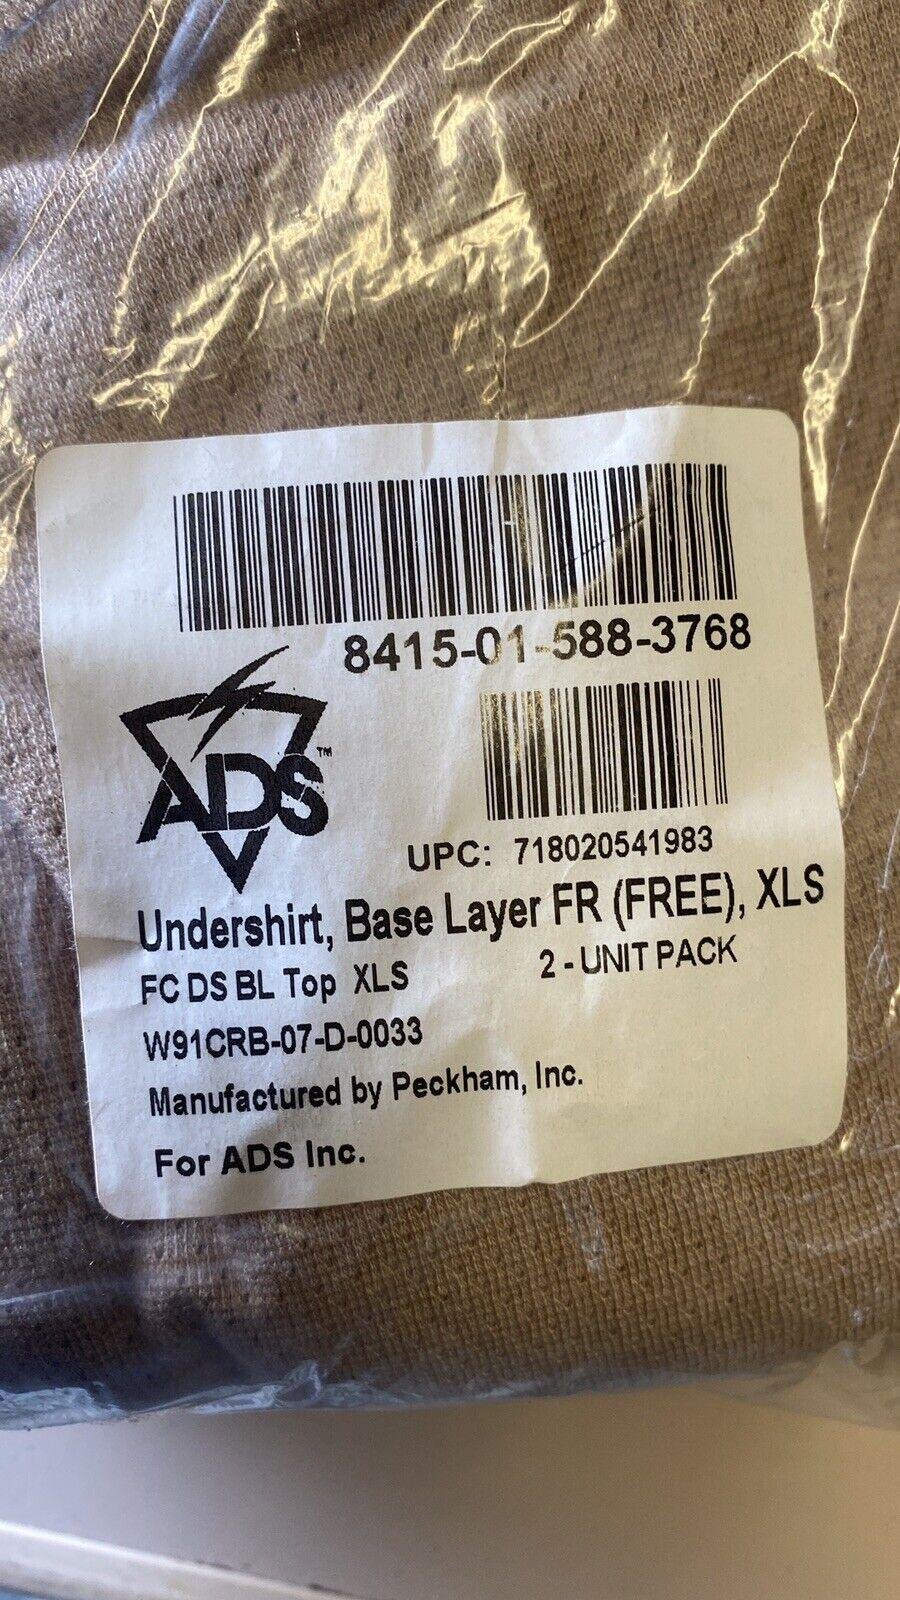 8415-01-588-3768
ADS™
UPC: 718020541983
Undershirt, Base Layer FR (FREE), XLS
FC DS BL Top XLS 2 - UNIT PACK
W91CRB-07-D-0033
Manufactured by Peckham, Inc.
For ADS Inc.